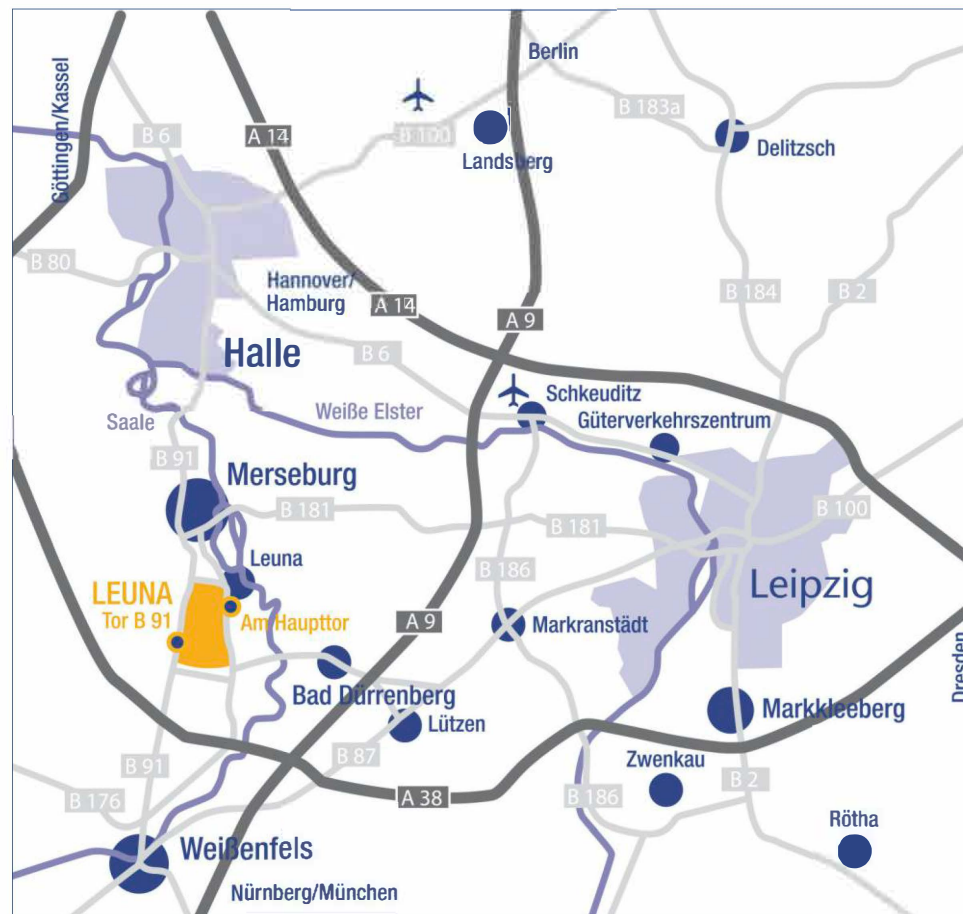 Berlin
Göttingen/Kassel
B 6
A 14
B 100
B 183a
Landsberg
Delitzsch
B 80
Hannover/
Hamburg
A 14
A 9
B 184
B 2
Halle
B 6
Schkeuditz
Saale
Weiße Elster
Güterverkehrszentrum
B 91
Merseburg
B 181
B 181
B 100
Leuna
B 186
Leipzig
LEUNA
Tor B 91
Am Haupttor
A 9
Markranstädt
Dresden
Bad Dürrenberg
Lützen
Markkleeberg
B 91
B 87
Zwenkau
B 2
B 176
A 38
B 186
Rötha
Weißenfels
Nürnberg/München